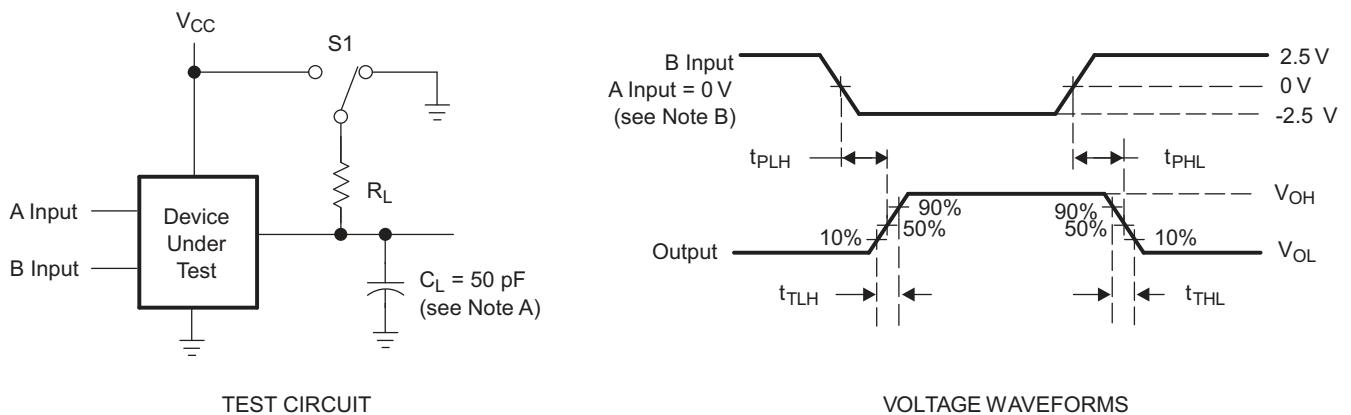 VCC
S1
RL
A Input
B Input
Device
Under
Test
CL = 50 pF
(see Note A)
TEST CIRCUIT
B Input
A Input = 0 V
(see Note B)
2.5 V
0 V
-2.5 V
tPLH
tPHL
VOH
90%
50%
10%
90%
50%
10%
Output
VOL
tTLH
tTHL
VOLTAGE WAVEFORMS